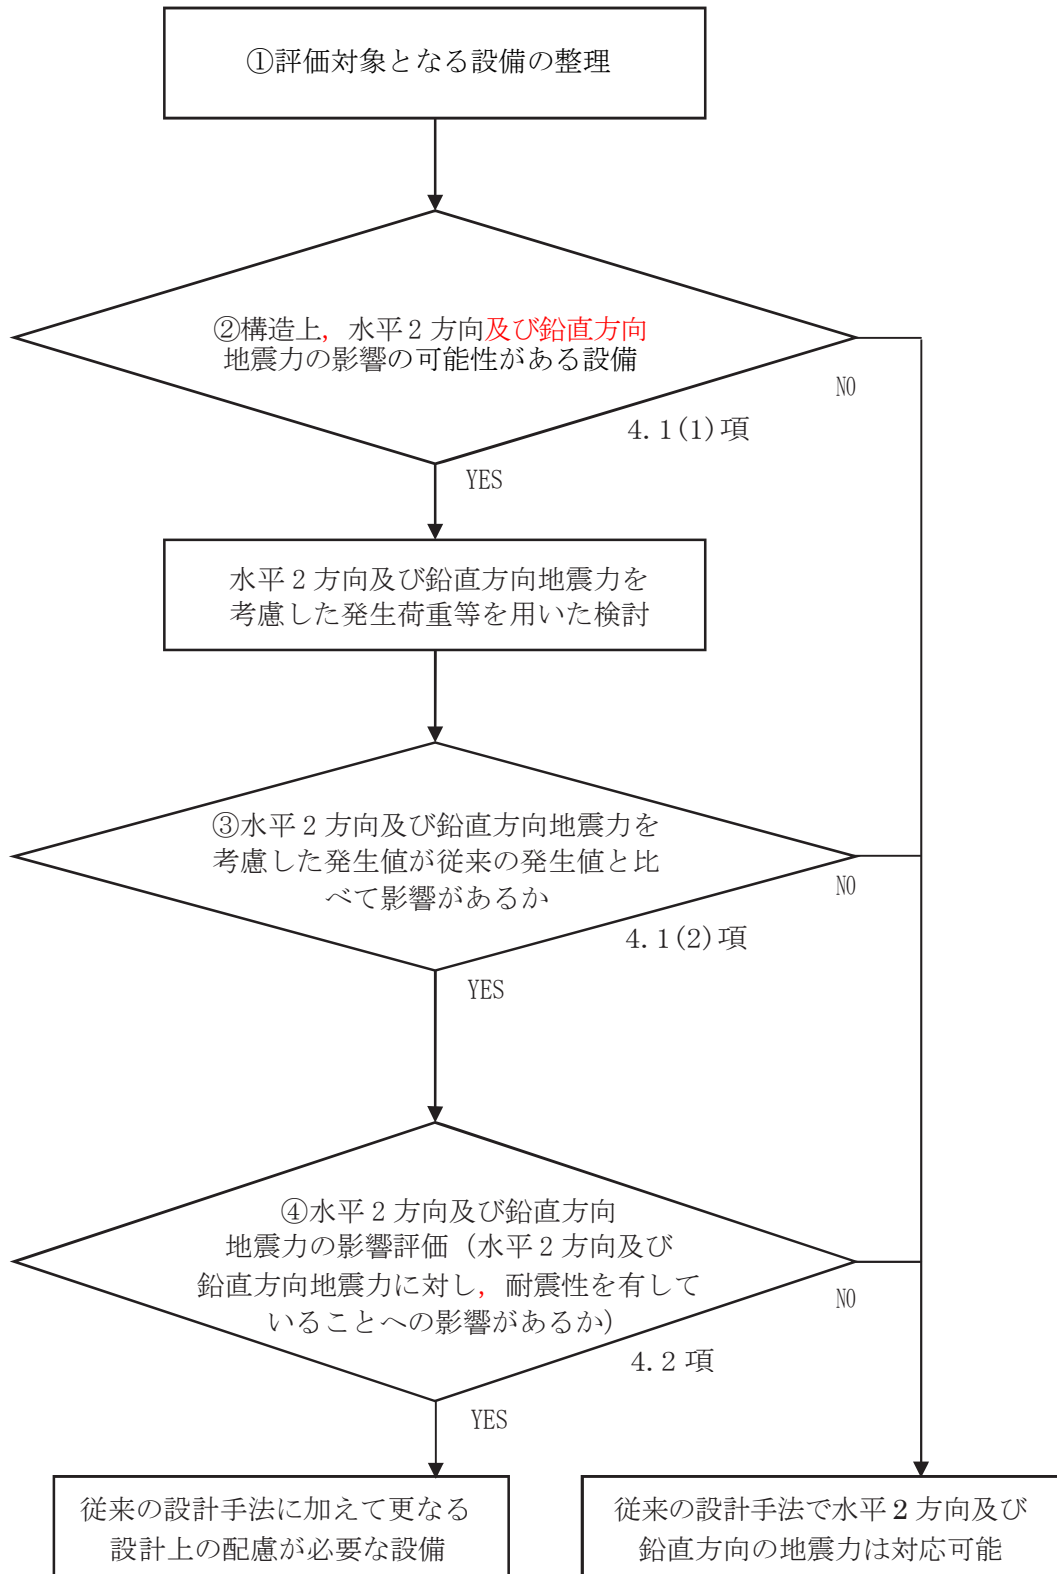 ①評価対象となる設備の整理
②構造上，水平２方向及び鉛直方向
地震力の影響の可能性がある設備
NO
4.1(1)項
YES
水平２方向及び鉛直方向地震力を
考慮した発生荷重等を用いた検討
③水平２方向及び鉛直方向地震力を
考慮した発生値が従来の発生値と比
べて影響があるか
NO
4.1(2)項
YES
④水平２方向及び鉛直方向
地震力の影響評価（水平２方向及び
鉛直方向地震力に対し，耐震性を有して
いることへの影響があるか）
NO
4.2 項
YES
従来の設計手法に加えて更なる
設計上の配慮が必要な設備
従来の設計手法で水平２方向及び
鉛直方向の地震力は対応可能